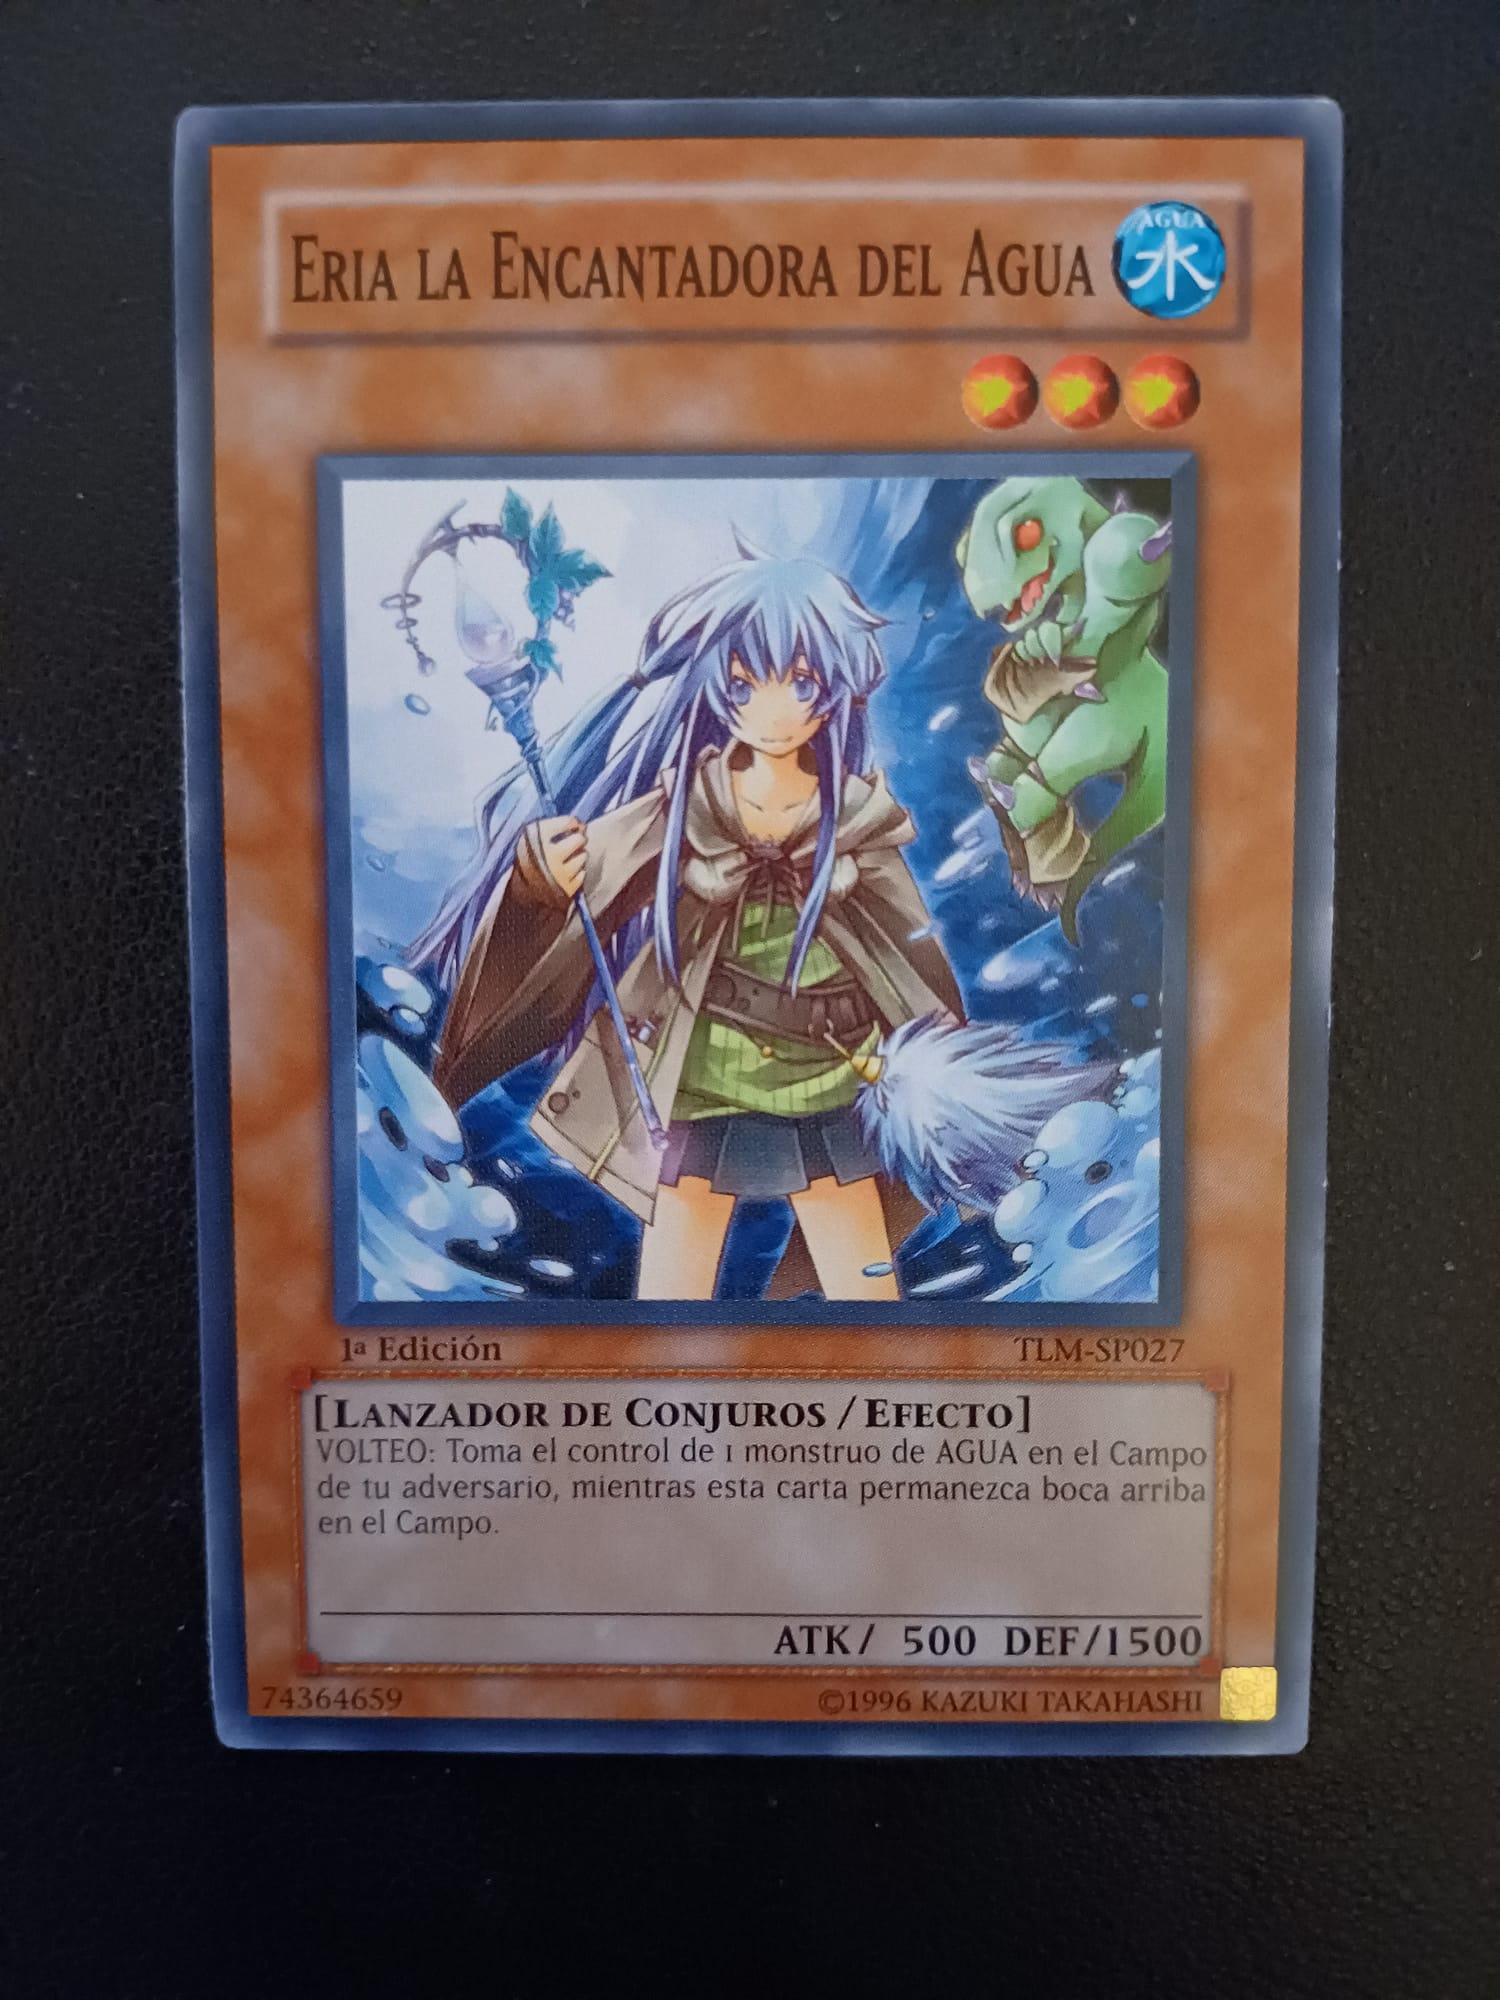 Eria la Encantadora del Agua
AGUA
水
1ª Edición
TLM-SP027
[Lanzador de Conjuros / Efecto]
VOLTEO: Toma el control de 1 monstruo de AGUA en el Campo
de tu adversario, mientras esta carta permanezca boca arriba
en el Campo.
ATK/ 500 DEF/1500
74364659
©1996 KAZUKI TAKAHASHI